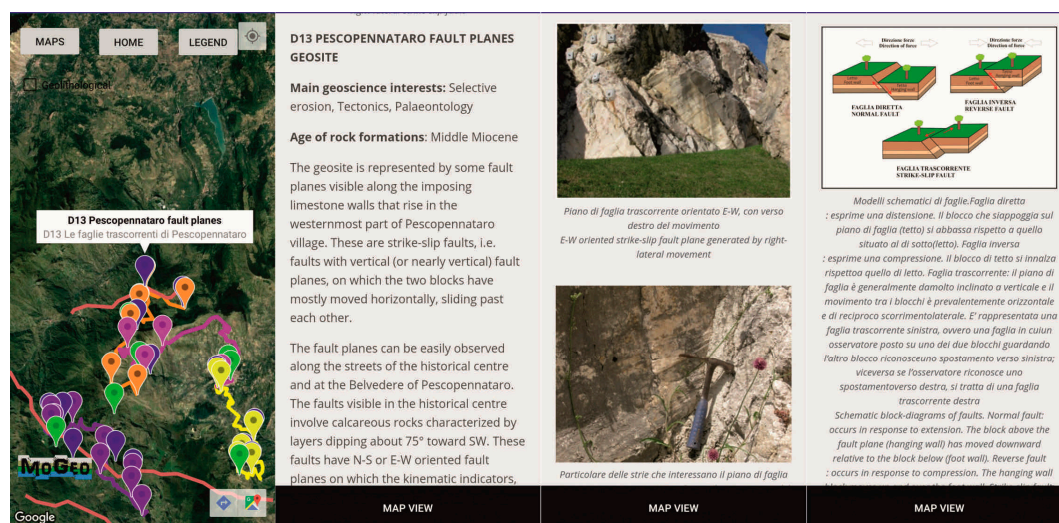 MAPS
HOME
LEGEND
Geolithological
D13 Pescopennataro fault planes
D13 Le faglie trascorrenti di Pescopennataro
MoGeo
Google
D13 PESCOPENNATARO FAULT PLANES
GEOSITE
Main geoscience interests: Selective
erosion, Tectonics, Palaeontology
Age of rock formations: Middle Miocene
The geosite is represented by some fault
planes visible along the imposing
limestone walls that rise in the
westernmost part of Pescopennataro
village. These are strike-slip faults, i.e.
faults with vertical (or nearly vertical) fault
planes, on which the two blocks have
mostly moved horizontally, sliding past
each other.
The fault planes can be easily observed
along the streets of the historical centre
and at the Belvedere of Pescopennataro.
The faults visible in the historical centre
involve calcareous rocks characterized by
layers dipping about 75° toward SW. These
faults have N-S or E-W oriented fault
planes on which the kinematic indicators,
MAP VIEW
Piano di faglia trascorrente orientato E-W, con verso
destro del movimento
E-W oriented strike-slip fault plane generated by right-
lateral movement
Particolare delle strie che interessano il piano di faglia
MAP VIEW
Direzione forze
Direction of force
Direzione forze
Direction of force
Letto
Foot wall
Tetto
Hanging wall
Letto
Foot wall
Tetto
Hanging wall
FAGLIA DIRETTA
NORMAL FAULT
FAGLIA INVERSA
REVERSE FAULT
FAGLIA TRASCORRENTE
STRIKE-SLIP FAULT
Modelli schematici di faglie.Faglia diretta
: esprime una distensione. Il blocco che siappoggia sul
piano di faglia (tetto) si abbassa rispetto a quello
situato al di sotto(letto). Faglia inversa
: esprime una compressione. il blocco di tetto si innalza
rispettoa quello di letto. Faglia trascorrente: il piano di
faglia è generalmente damolto inclinato a verticale e il
movimento tra i blocchi è prevalentemente orizzontale
e di reciproco scorrimentolaterale. E' rappresentata una
faglia trascorrente sinistra, ovvero una faglia in cuiun
osservatore posto su uno dei due blocchi guardando
l'altro blocco riconosceuno spostamento verso sinistra;
viceversa se l'osservatore riconosce uno
spostamentoverso destra, si tratta di una faglia
trascorrente destra
Schematic block-diagrams of faults. Normal fault:
occurs in response to extension. The block above the
fault plane (hanging wall) has moved downward
relative to the block below (foot wall). Reverse fault
: occurs in response to compression. The hanging wall
MAP VIEW